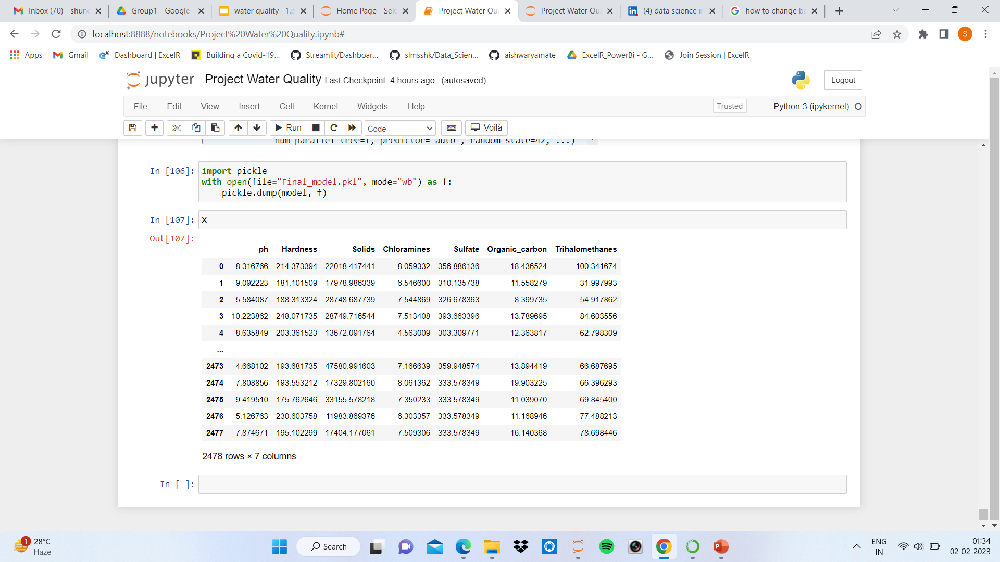 Inbox (70) - shun
Group1 - Google
water quality--1.p
Home Page - Sele
Project Water Qu
Project Water Qu
(4) data science in
how to change ba
localhost:8888/notebooks/Project%20Water%20Quality.ipynb#
S
Apps
Gmail
Dashboard | ExcelR
Building a Covid-19...
Streamlit/Dashboar...
slmsshk/Data_Scien...
aishwaryamate
ExcelR_PowerBi - G...
Join Session | ExcelR
jupyter Project Water Quality Last Checkpoint: 4 hours ago (autosaved)
Logout
File Edit View Insert Cell Kernel Widgets Help
Trusted
Python 3 (ipykernel)
Run
Code
Voilà
num_parallel_tree=1, predictor='auto', random_state=42, ...)
In [106]:
import pickle
with open(file="Final_model.pkl", mode="wb") as f:
    pickle.dump(model, f)
In [107]: X
Out[107]:
ph Hardness Solids Chloramines Sulfate Organic_carbon Trihalomethanes
0 8.316766 214.373394 22018.417441 8.059332 356.886136 18.436524 100.341674
1 9.092223 181.101509 17978.986339 6.546600 310.135738 11.558279 31.997993
2 5.584087 188.313324 28748.687739 7.544869 326.678363 8.399735 54.917862
3 10.223862 248.071735 28749.716544 7.513408 393.663396 13.789695 84.603556
4 8.635849 203.361523 13672.091764 4.563009 303.309771 12.363817 62.798309
... ... ... ... ... ... ... ...
2473 4.668102 193.681735 47580.991603 7.166639 359.948574 13.894419 66.687695
2474 7.808856 193.553212 17329.802160 8.061362 333.578349 19.903225 66.396293
2475 9.419510 175.762646 33155.578218 7.350233 333.578349 11.039070 69.845400
2476 5.126763 230.603758 11983.869376 6.303357 333.578349 11.168946 77.488213
2477 7.874671 195.102299 17404.177061 7.509306 333.578349 16.140368 78.698446
2478 rows × 7 columns
In [ ]:
1
28°C
Haze
Search
ENG
IN
01:34
02-02-2023